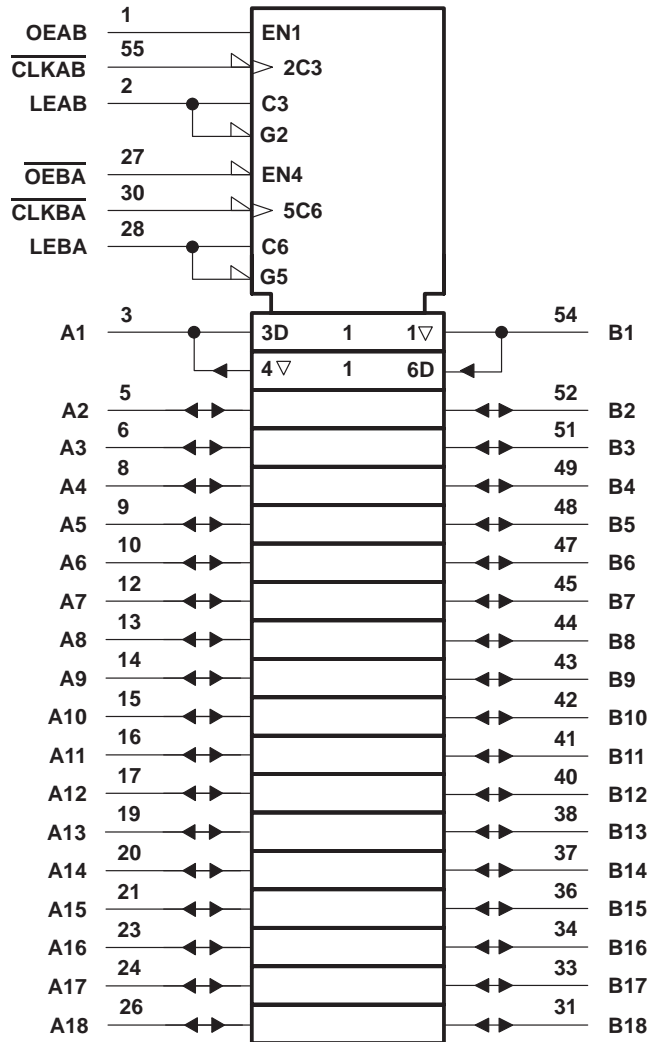 1
OEAB EN1
55
CLKAB 2C3
2
LEAB C3
G2
27
OEBA EN4
30
CLKBA 5C6
28
LEBA C6
G5
3 54
A1 3D 1 1▽ B1
4▽ 1 6D
5 52
A2 B2
6 51
A3 B3
8 49
A4 B4
9 48
A5 B5
10 47
A6 B6
12 45
A7 B7
13 44
A8 B8
14 43
A9 B9
15 42
A10 B10
16 41
A11 B11
17 40
A12 B12
19 38
A13 B13
20 37
A14 B14
21 36
A15 B15
23 34
A16 B16
24 33
A17 B17
26 31
A18 B18